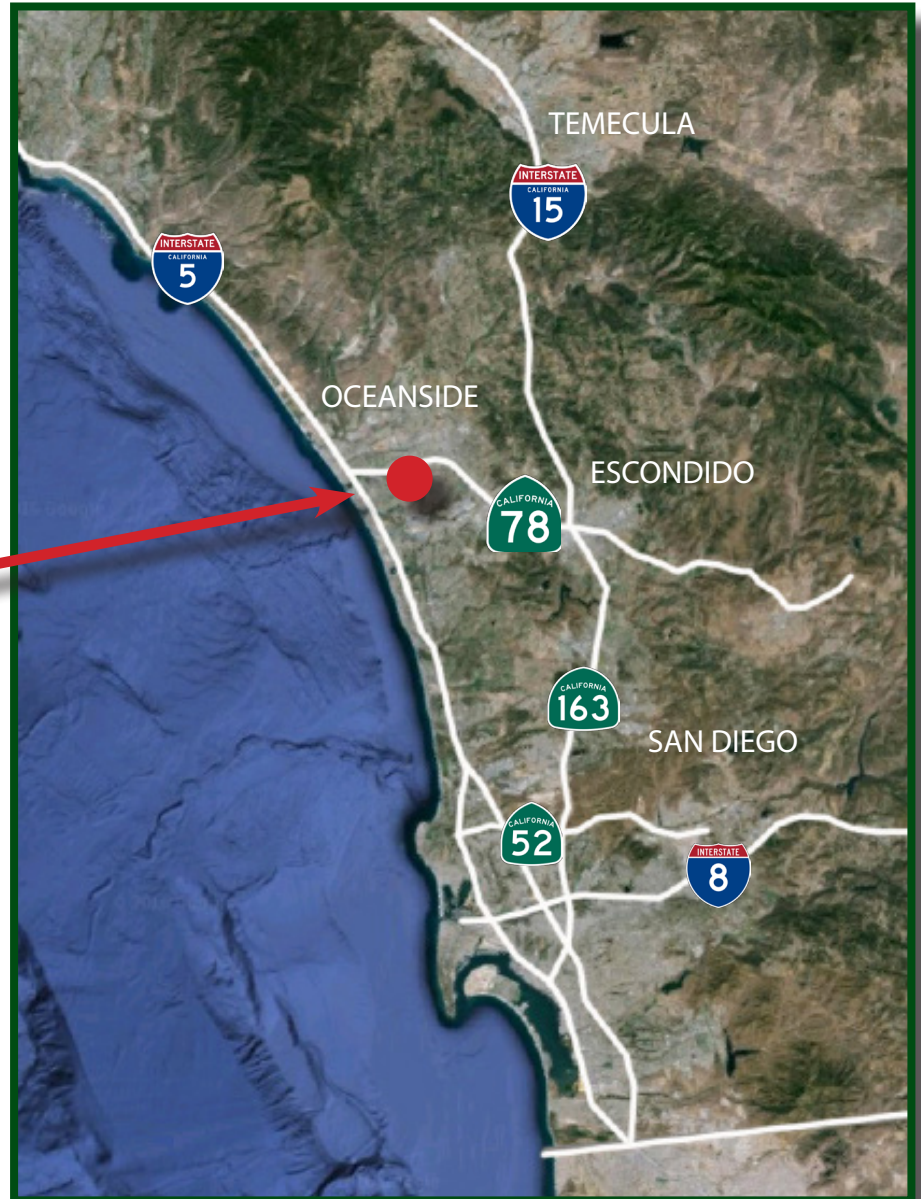 TEMECULA
INTERSTATE
CALIFORNIA
15
INTERSTATE
CALIFORNIA
5
OCEANSIDE
ESCONDIDO
CALIFORNIA
78
CALIFORNIA
163
SAN DIEGO
CALIFORNIA
52
INTERSTATE
8